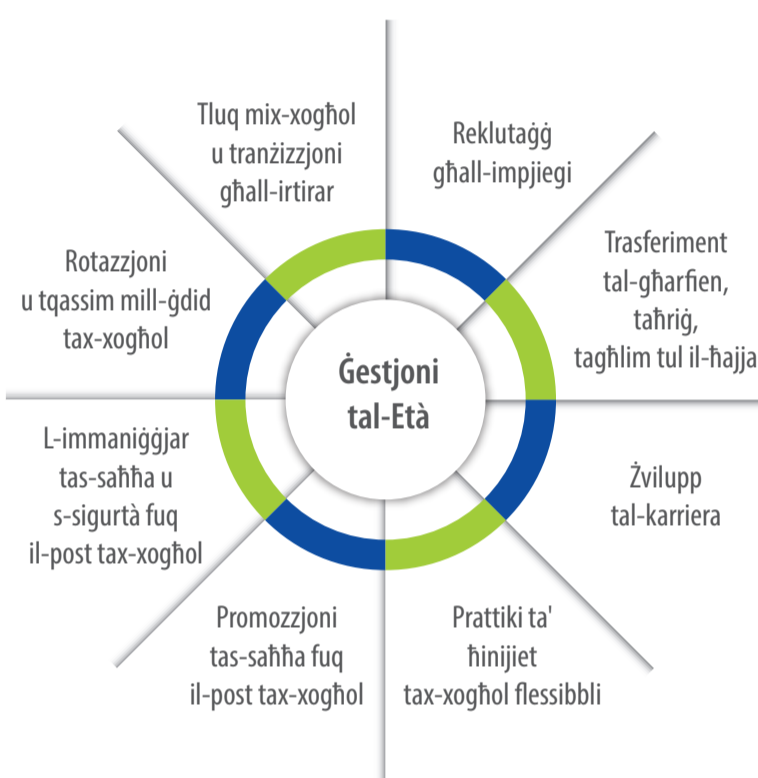 Tluq mix-xogħol
u tranżizzjoni
għall-irtirar
Reklutaġġ
għall-impjiegi
Trasferiment
tal-għarfien,
taħriġ,
tagħlim tul il-ħajja
Żvilupp
tal-karriera
Prattiki ta'
ħinijiet
tax-xogħol flessibbli
Promozzjoni
tas-saħħa fuq
il-post tax-xogħol
L-immaniġġjar
tas-saħħa u
s-sigurtà fuq
il-post tax-xogħol
Rotazzjoni
u tqassim mill-ġdid
tax-xogħol
Ġestjoni
tal-Età